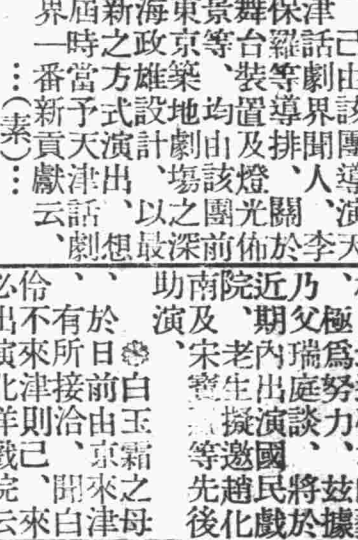 己由該團導演天
津話劇界聞人、李
保羅等導排、關於
舞台裝置及燈光佈
景等、均由該團前
東京築地劇塲之深
海政雄設計、以最
新之方式演出、想
屆時當予天津話劇
界一番新貢獻云、
…（素）…
、極爲努力、茲據
乃父瑞庭談、將於
近期內出演國民戲
院、老生擬邀趙化
南及宋寶等先後
助演、
❁白玉霜之母
、於日前由京來津
、有所接洽、聞白
伶不來津則已、來
必出演北洋戲院云